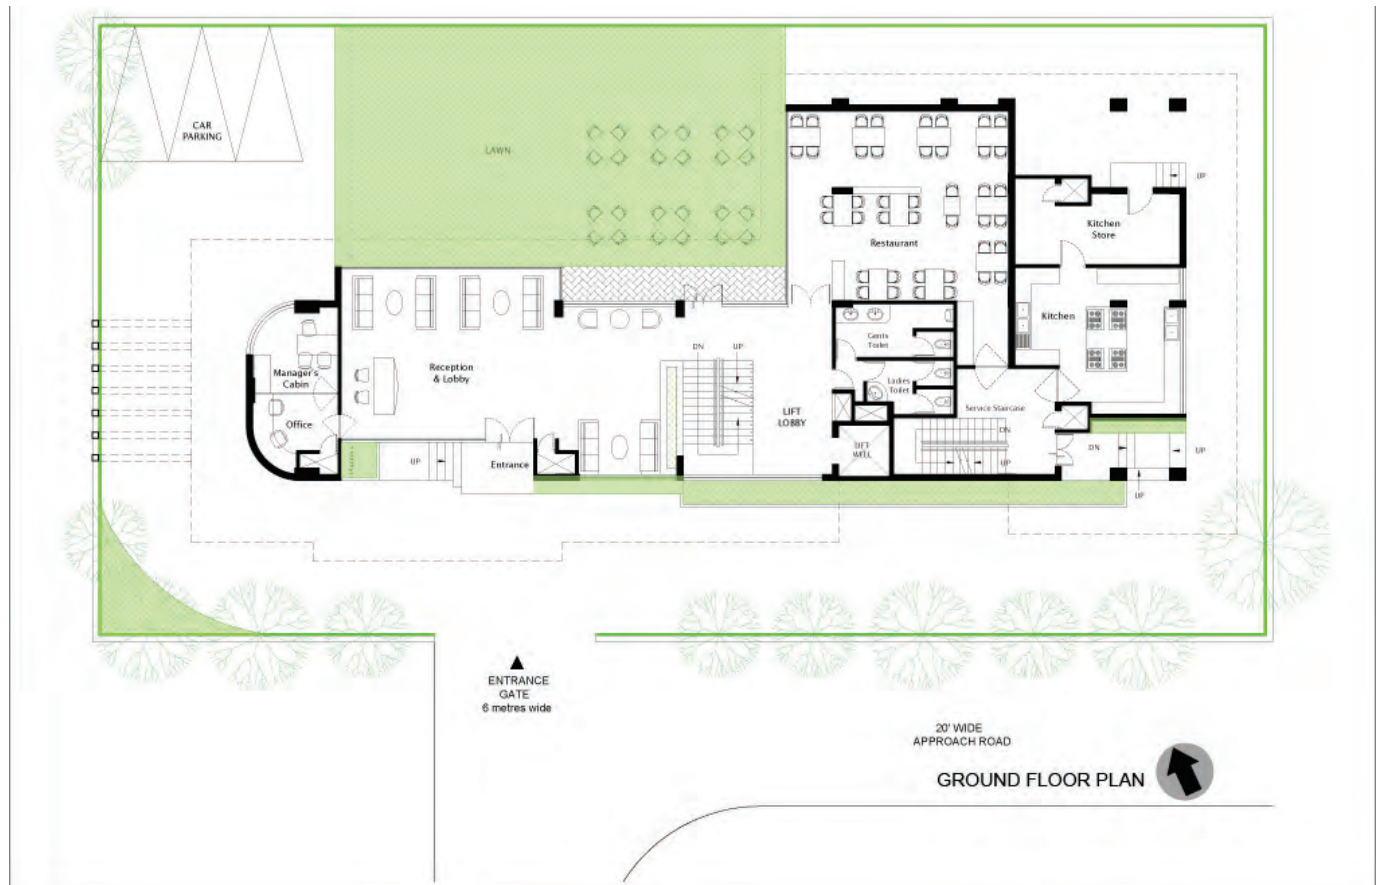 CAR
PARKING
LAWN
UP
Kitchen
Store
Restaurant
Kitchen
Gents
Toilet
DN
UP
Reception
& Lobby
Manager's
Cabin
Ladies
Toilet
Office
LIFT
LOBBY
Service Staircase
DN
LIFT
WELL
UP
Entrance
UP
DN
UP
UP
ENTRANCE
GATE
6 metres wide
20' WIDE
APPROACH ROAD
GROUND FLOOR PLAN